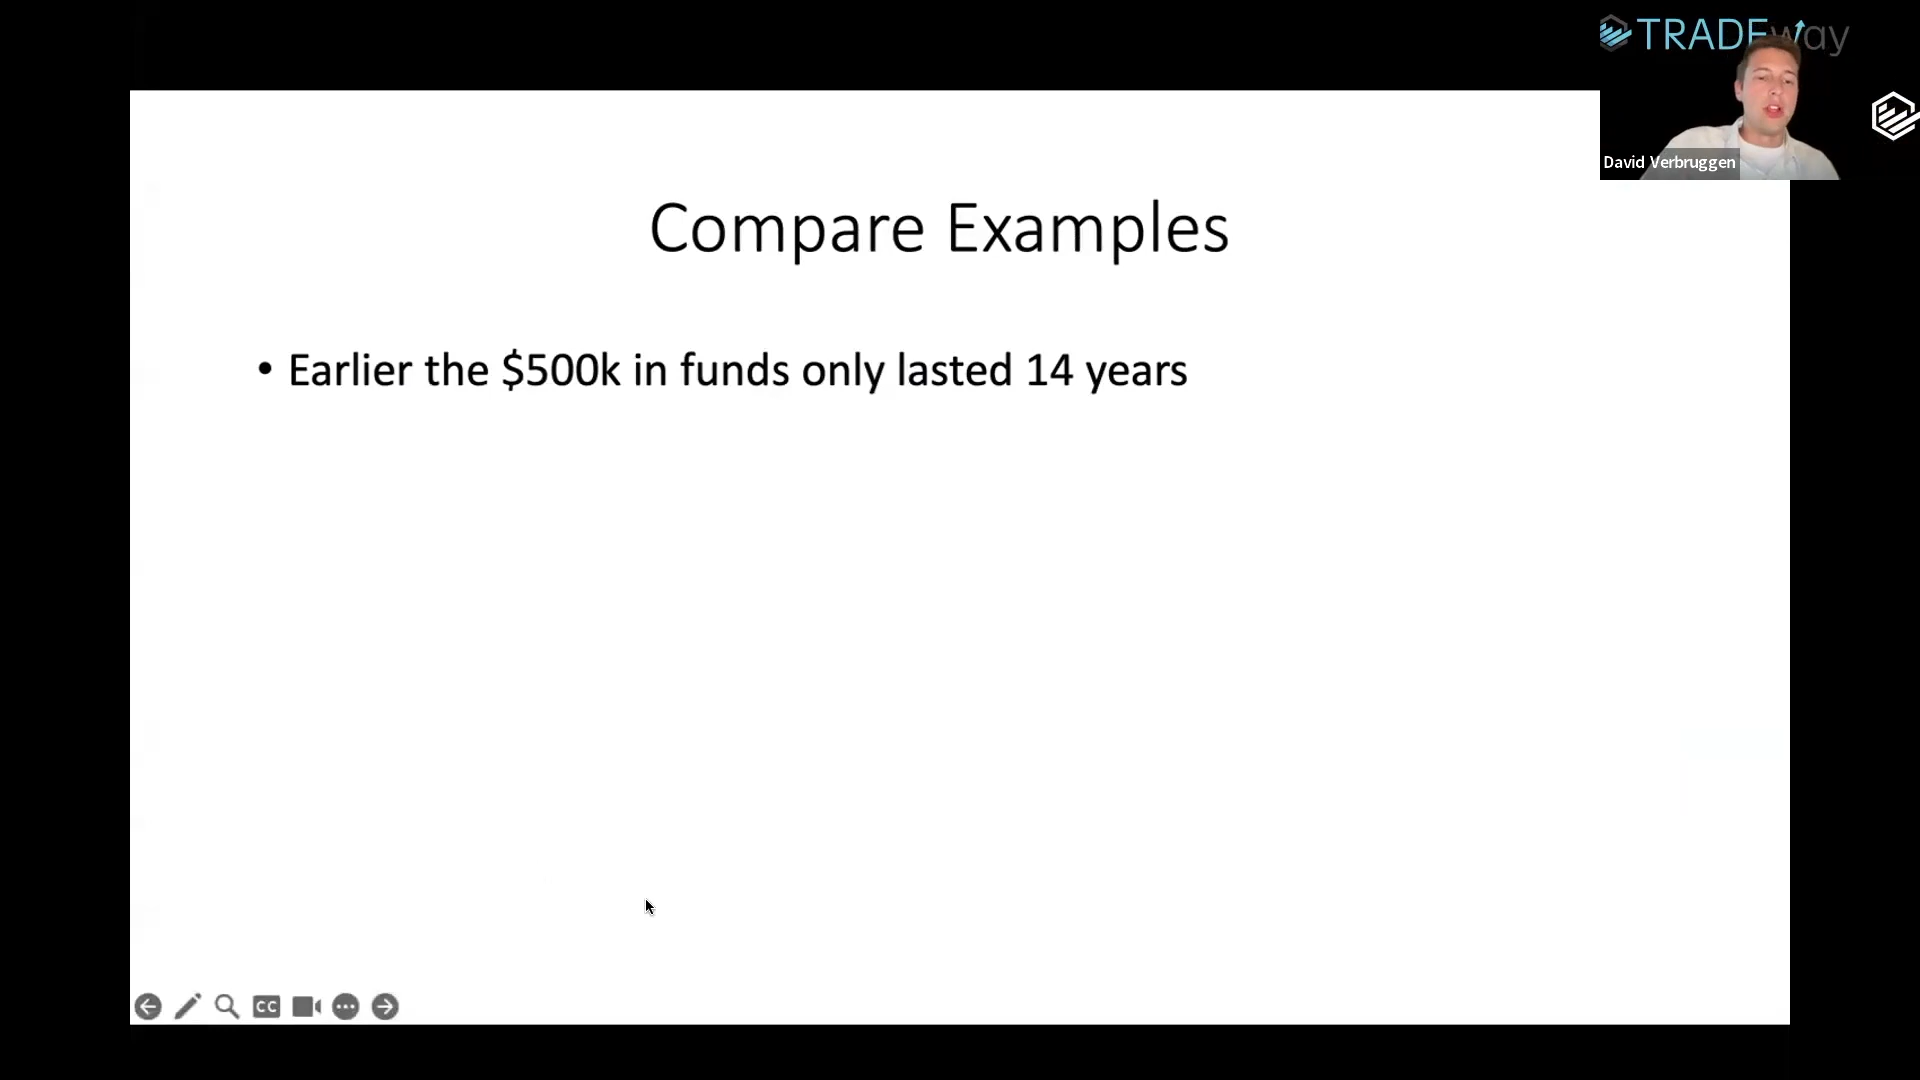 TRADEway
David Verbruggen
Compare Examples
• Earlier the $500k in funds only lasted 14 years
CC